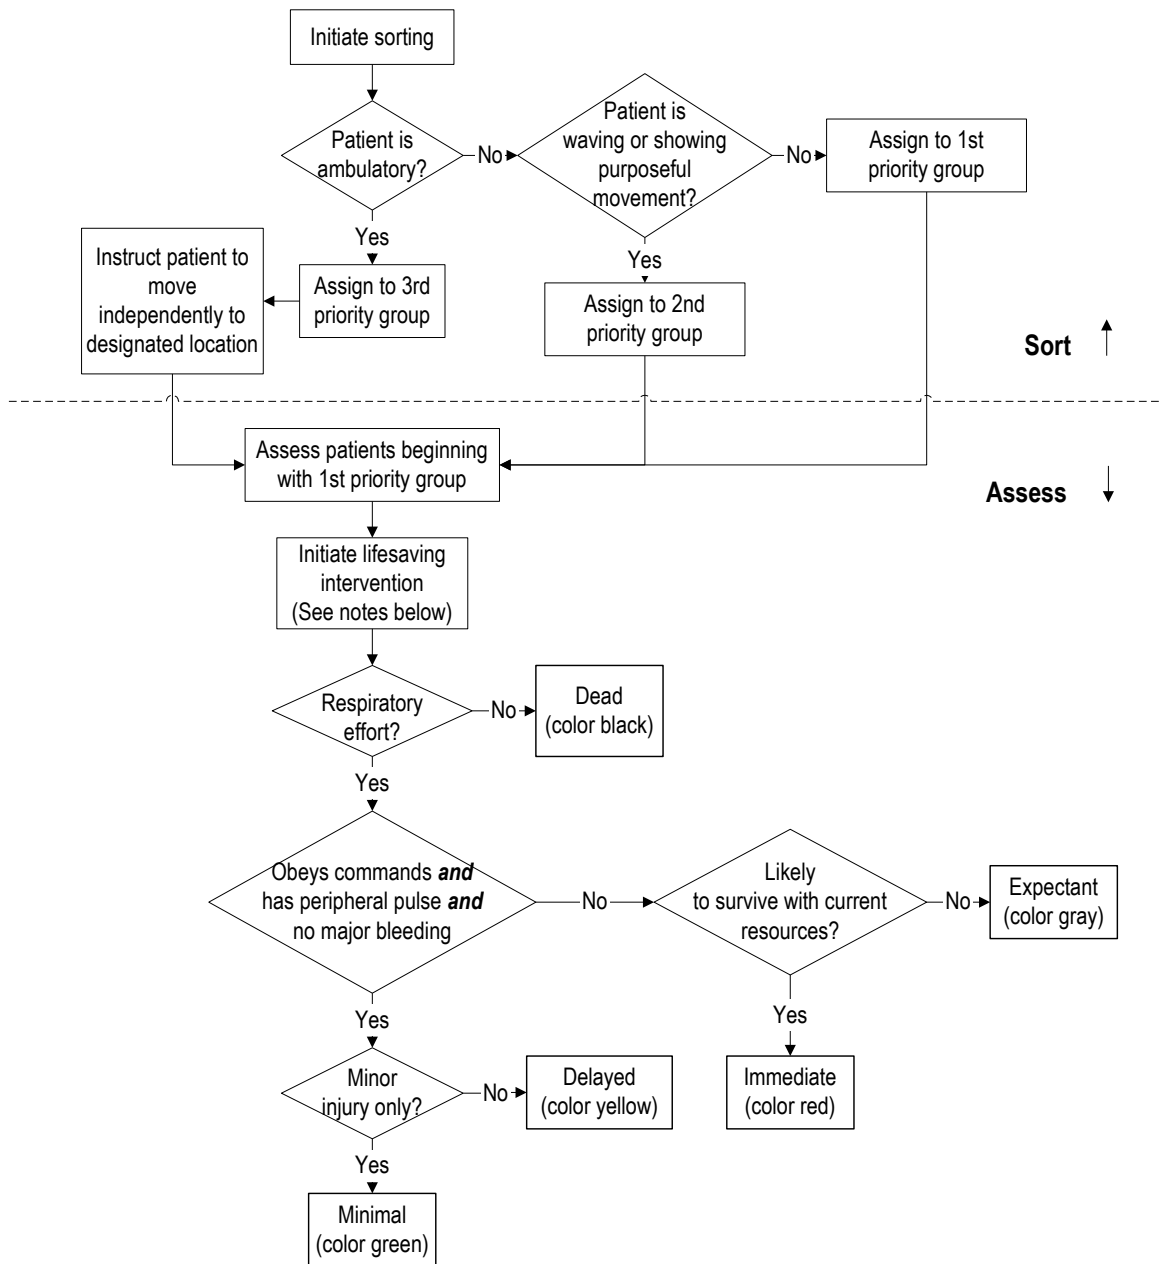 Initiate sorting
Patient is
ambulatory?
No
Patient is
waving or showing
purposeful
movement?
No
Assign to 1st
priority group
Yes
Yes
Instruct patient to
move
independently to
designated location
Assign to 3rd
priority group
Assign to 2nd
priority group
Sort
Assess patients beginning
with 1st priority group
Assess
Initiate lifesaving
intervention
(See notes below)
Respiratory
effort?
No
Dead
(color black)
Yes
Obeys commands and
has peripheral pulse and
no major bleeding
No
Likely
to survive with current
resources?
No
Expectant
(color gray)
Yes
Yes
Minor
injury only?
No
Delayed
(color yellow)
Immediate
(color red)
Yes
Minimal
(color green)